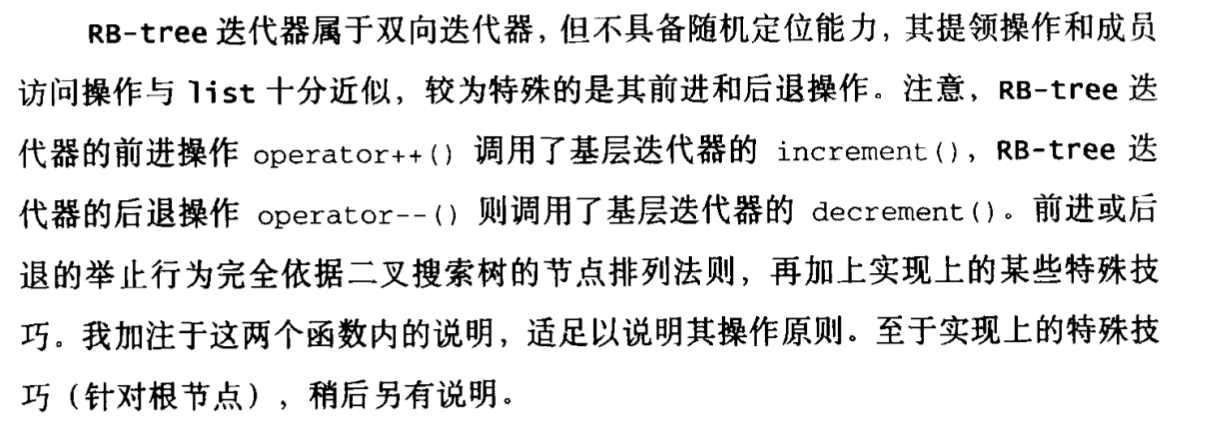 RB-tree 迭代器属于双向迭代器，但不具备随机定位能力，其提领操作和成员
访问操作与 list 十分近似，较为特殊的是其前进和后退操作。注意，RB-tree 迭
代器的前进操作 operator++() 调用了基层迭代器的 increment()，RB-tree 迭
代器的后退操作 operator--() 则调用了基层迭代器的 decrement()。前进或后
退的举止行为完全依据二叉搜索树的节点排列法则，再加上实现上的某些特殊技
巧。我加注于这两个函数内的说明，适足以说明其操作原则。至于实现上的特殊技
巧（针对根节点），稍后另有说明。